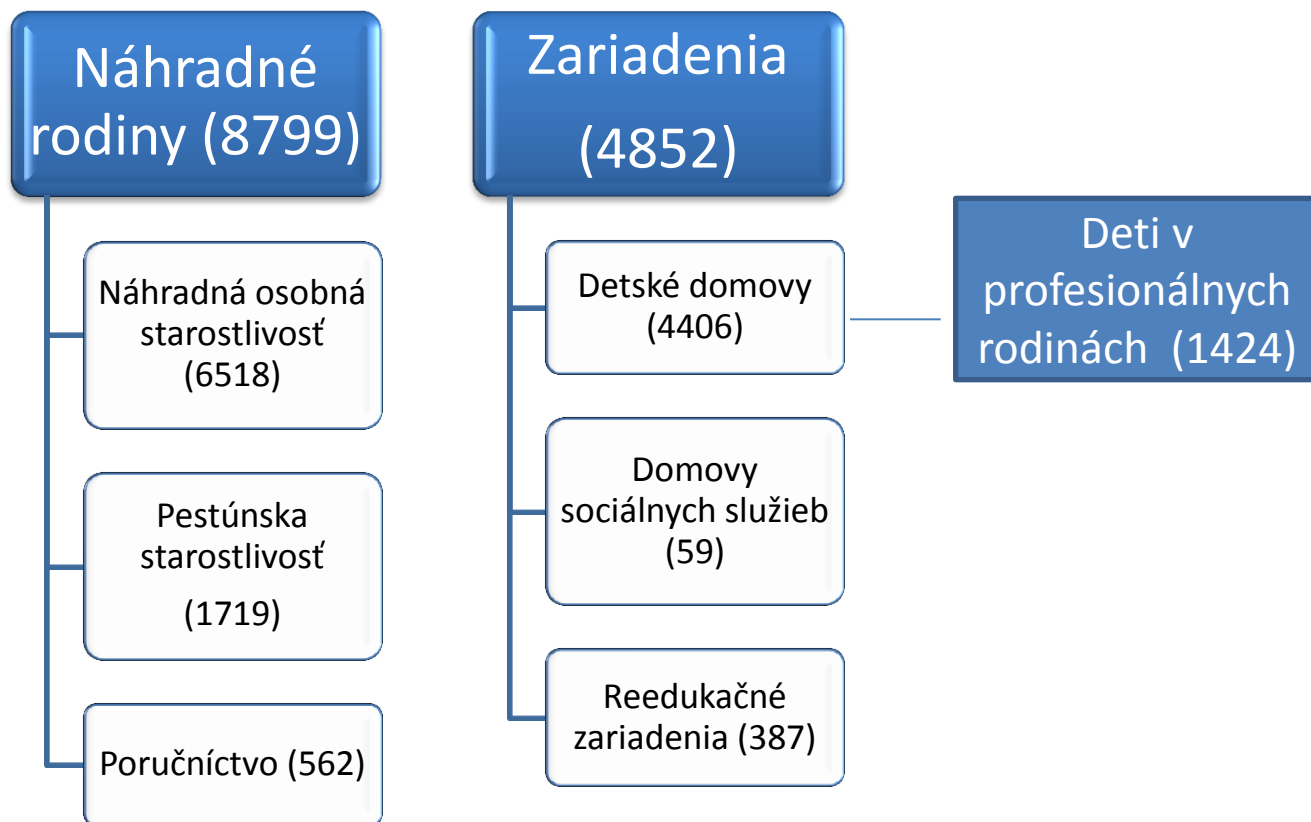 Náhradné
rodiny (8799)
Náhradná osobná
starostlivosť
(6518)
Pestúnska
starostlivosť
(1719)
Poručníctvo (562)
Zariadenia
(4852)
Detské domovy
(4406)
Domovy
sociálnych služieb
(59)
Reedukačné
zariadenia (387)
Deti v
profesionálnych
rodinách (1424)